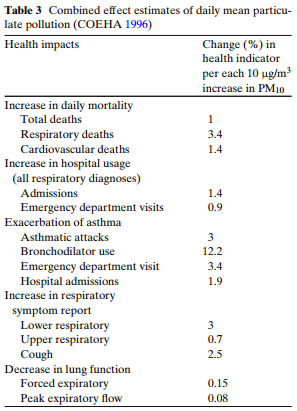 Table 3 Combined effect estimates of daily mean particu-
late pollution (COEHA 1996)
Health impacts Change (%) in
health indicator
per each 10 μg/m³
increase in PM₁₀
Increase in daily mortality
Total deaths 1
Respiratory deaths 3.4
Cardiovascular deaths 1.4
Increase in hospital usage
(all respiratory diagnoses)
Admissions 1.4
Emergency department visits 0.9
Exacerbation of asthma
Asthmatic attacks 3
Bronchodilator use 12.2
Emergency department visit 3.4
Hospital admissions 1.9
Increase in respiratory
symptom report
Lower respiratory 3
Upper respiratory 0.7
Cough 2.5
Decrease in lung function
Forced expiratory 0.15
Peak expiratory flow 0.08